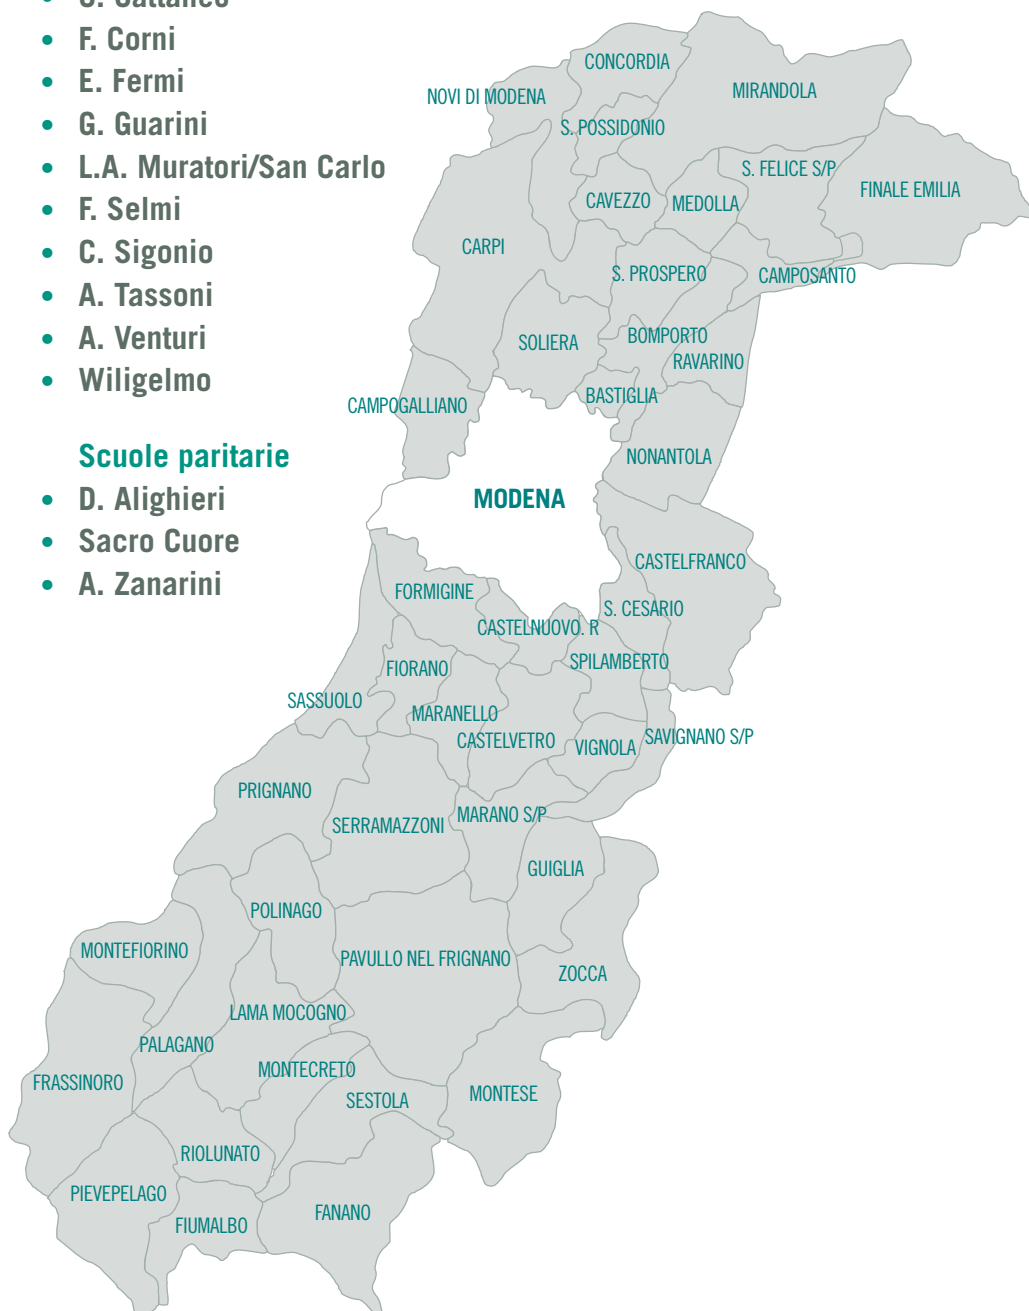 • F. Corni
• E. Fermi
• G. Guarini
• L.A. Muratori/San Carlo
• F. Selmi
• C. Sigonio
• A. Tassoni
• A. Venturi
• Wiligelmo
Scuole paritarie
• D. Alighieri
• Sacro Cuore
• A. Zanarini
CONCORDIA
MIRANDOLA
NOVI DI MODENA
S. POSSIDONIO
S. FELICE S/P
FINALE EMILIA
CAVEZZO
MEDOLLA
CARPI
S. PROSPERO
CAMPOSANTO
SOLIERA
BOMPORTO
RAVARINO
BASTIGLIA
CAMPOGALLIANO
NONANTOLA
MODENA
CASTELFRANCO
FORMIGINE
S. CESARIO
CASTELNUOVO. R
SPILAMBERTO
FIORANO
SASSUOLO
MARANELLO
CASTELVETRO
VIGNOLA
SAVIGNANO S/P
PRIGNANO
MARANO S/P
SERRAMAZZONI
GUIGLIA
POLINAGO
MONTEFIORINO
PAVULLO NEL FRIGNANO
ZOCCA
LAMA MOCOGNO
PALAGANO
MONTECRETO
FRASSINORO
SESTOLA
MONTESE
RIOLUNATO
PIEVEPELAGO
FANANO
FIUMALBO